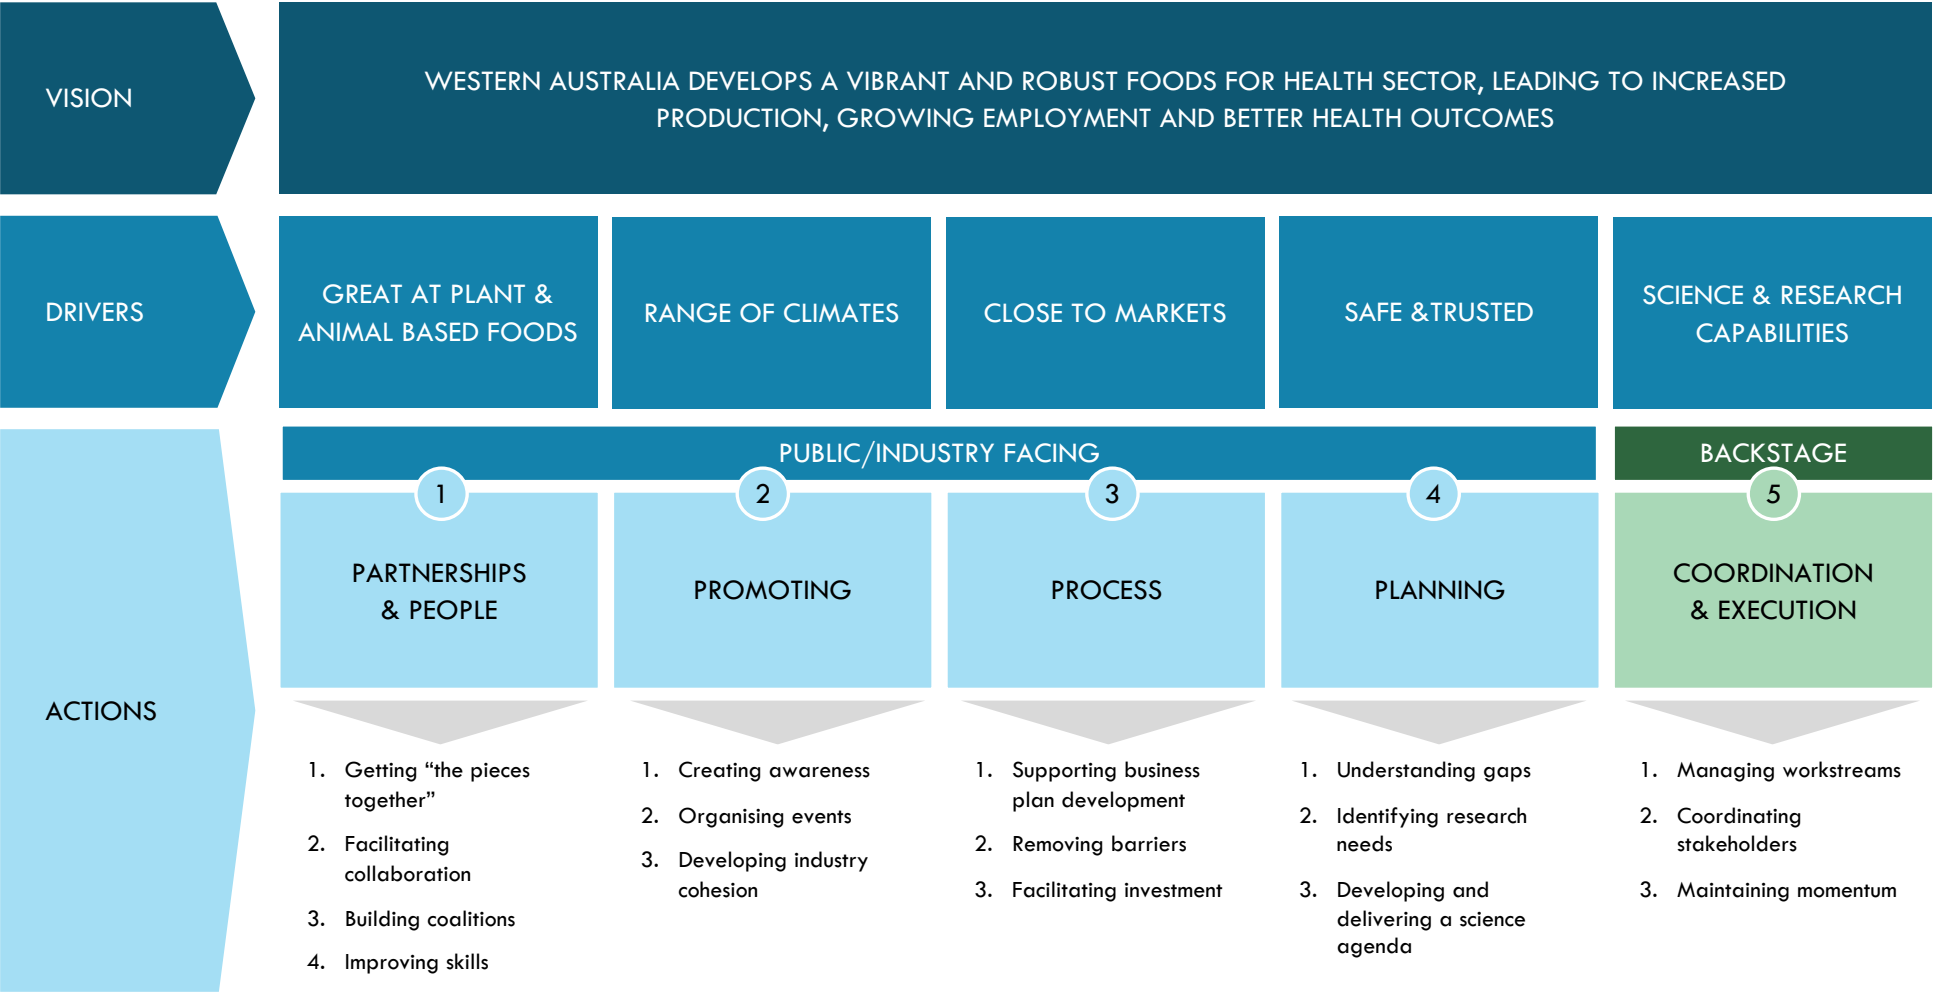 VISION
WESTERN AUSTRALIA DEVELOPS A VIBRANT AND ROBUST FOODS FOR HEALTH SECTOR, LEADING TO INCREASED
PRODUCTION, GROWING EMPLOYMENT AND BETTER HEALTH OUTCOMES
DRIVERS
GREAT AT PLANT &
ANIMAL BASED FOODS
RANGE OF CLIMATES
CLOSE TO MARKETS
SAFE &TRUSTED
SCIENCE & RESEARCH
CAPABILITIES
ACTIONS
PUBLIC/INDUSTRY FACING
BACKSTAGE
1
PARTNERSHIPS
& PEOPLE
1. Getting “the pieces
together”
2. Facilitating
collaboration
3. Building coalitions
4. Improving skills
2
PROMOTING
1. Creating awareness
2. Organising events
3. Developing industry
cohesion
3
PROCESS
1. Supporting business
plan development
2. Removing barriers
3. Facilitating investment
4
PLANNING
1. Understanding gaps
2. Identifying research
needs
3. Developing and
delivering a science
agenda
5
COORDINATION
& EXECUTION
1. Managing workstreams
2. Coordinating
stakeholders
3. Maintaining momentum